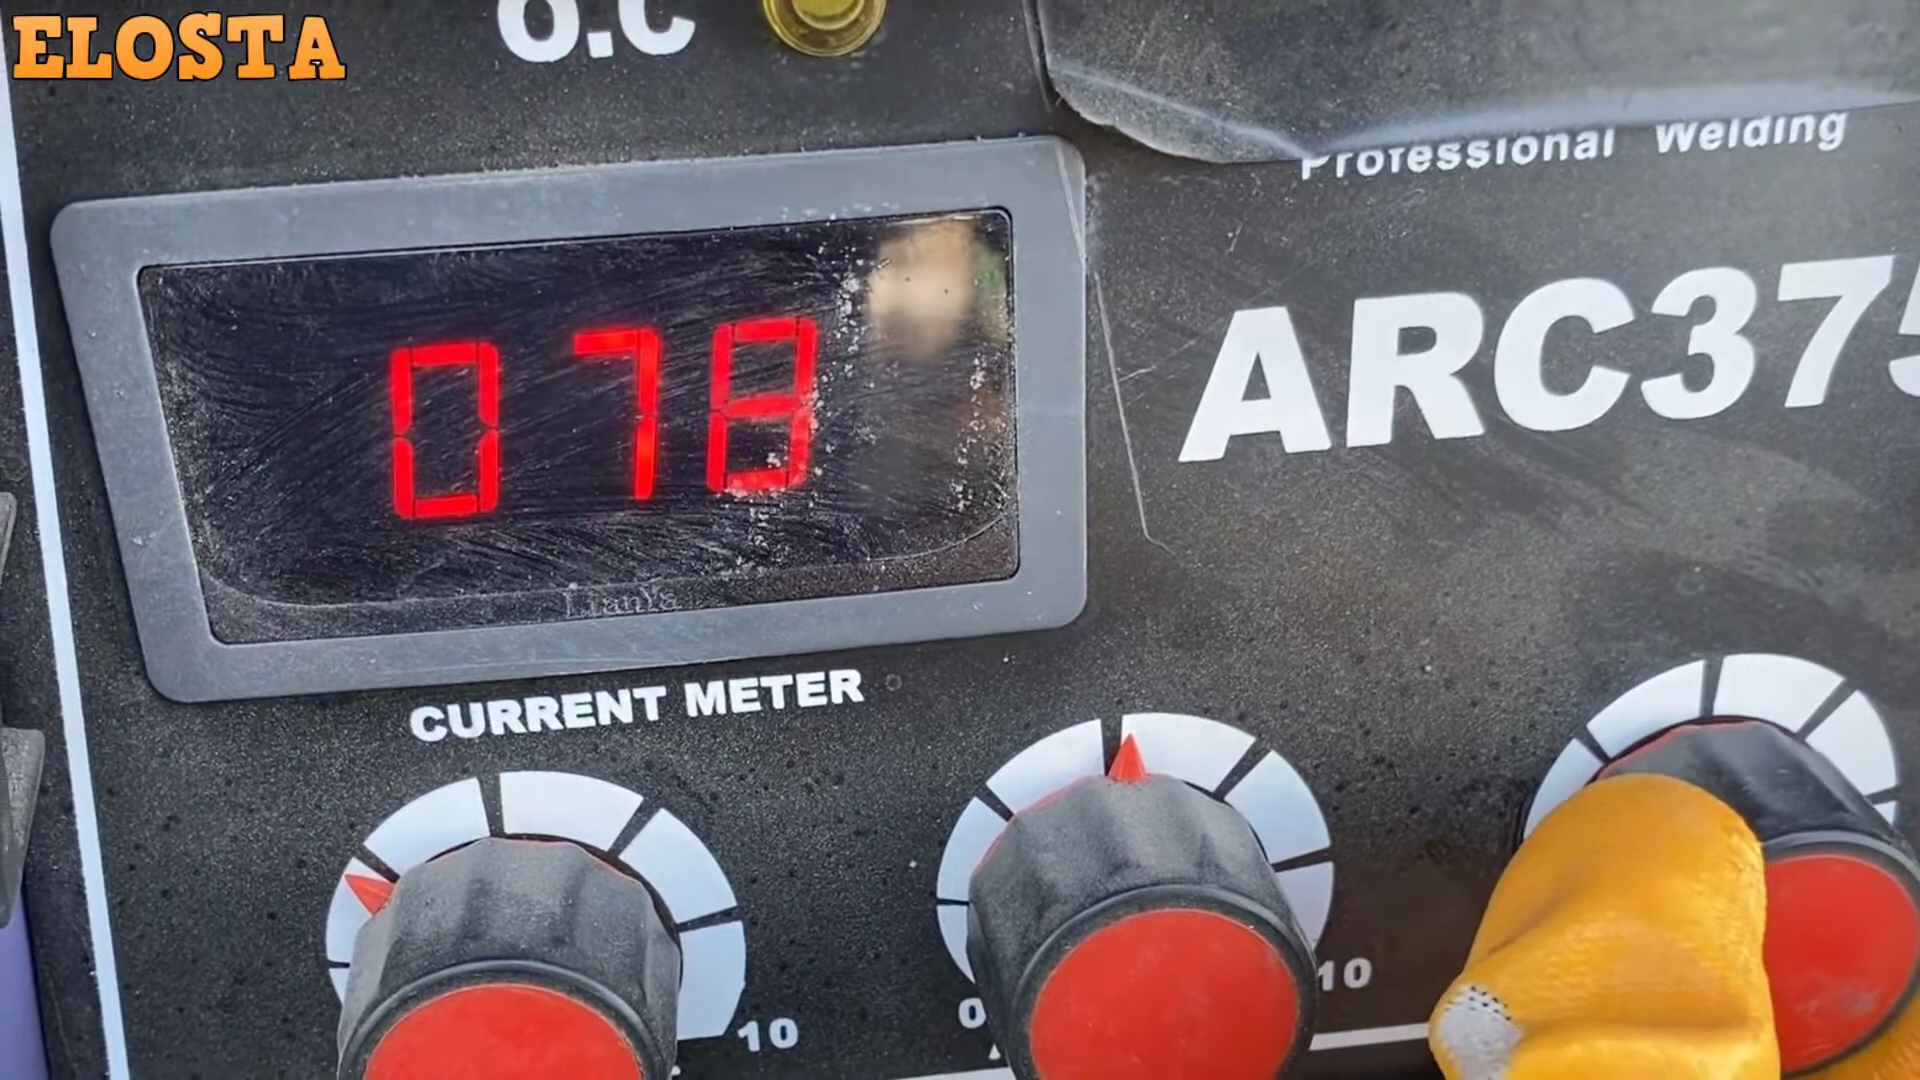 ELOSTA
O.C
Professional Welding
078
ARC375
LianYa
CURRENT METER
10
0
10